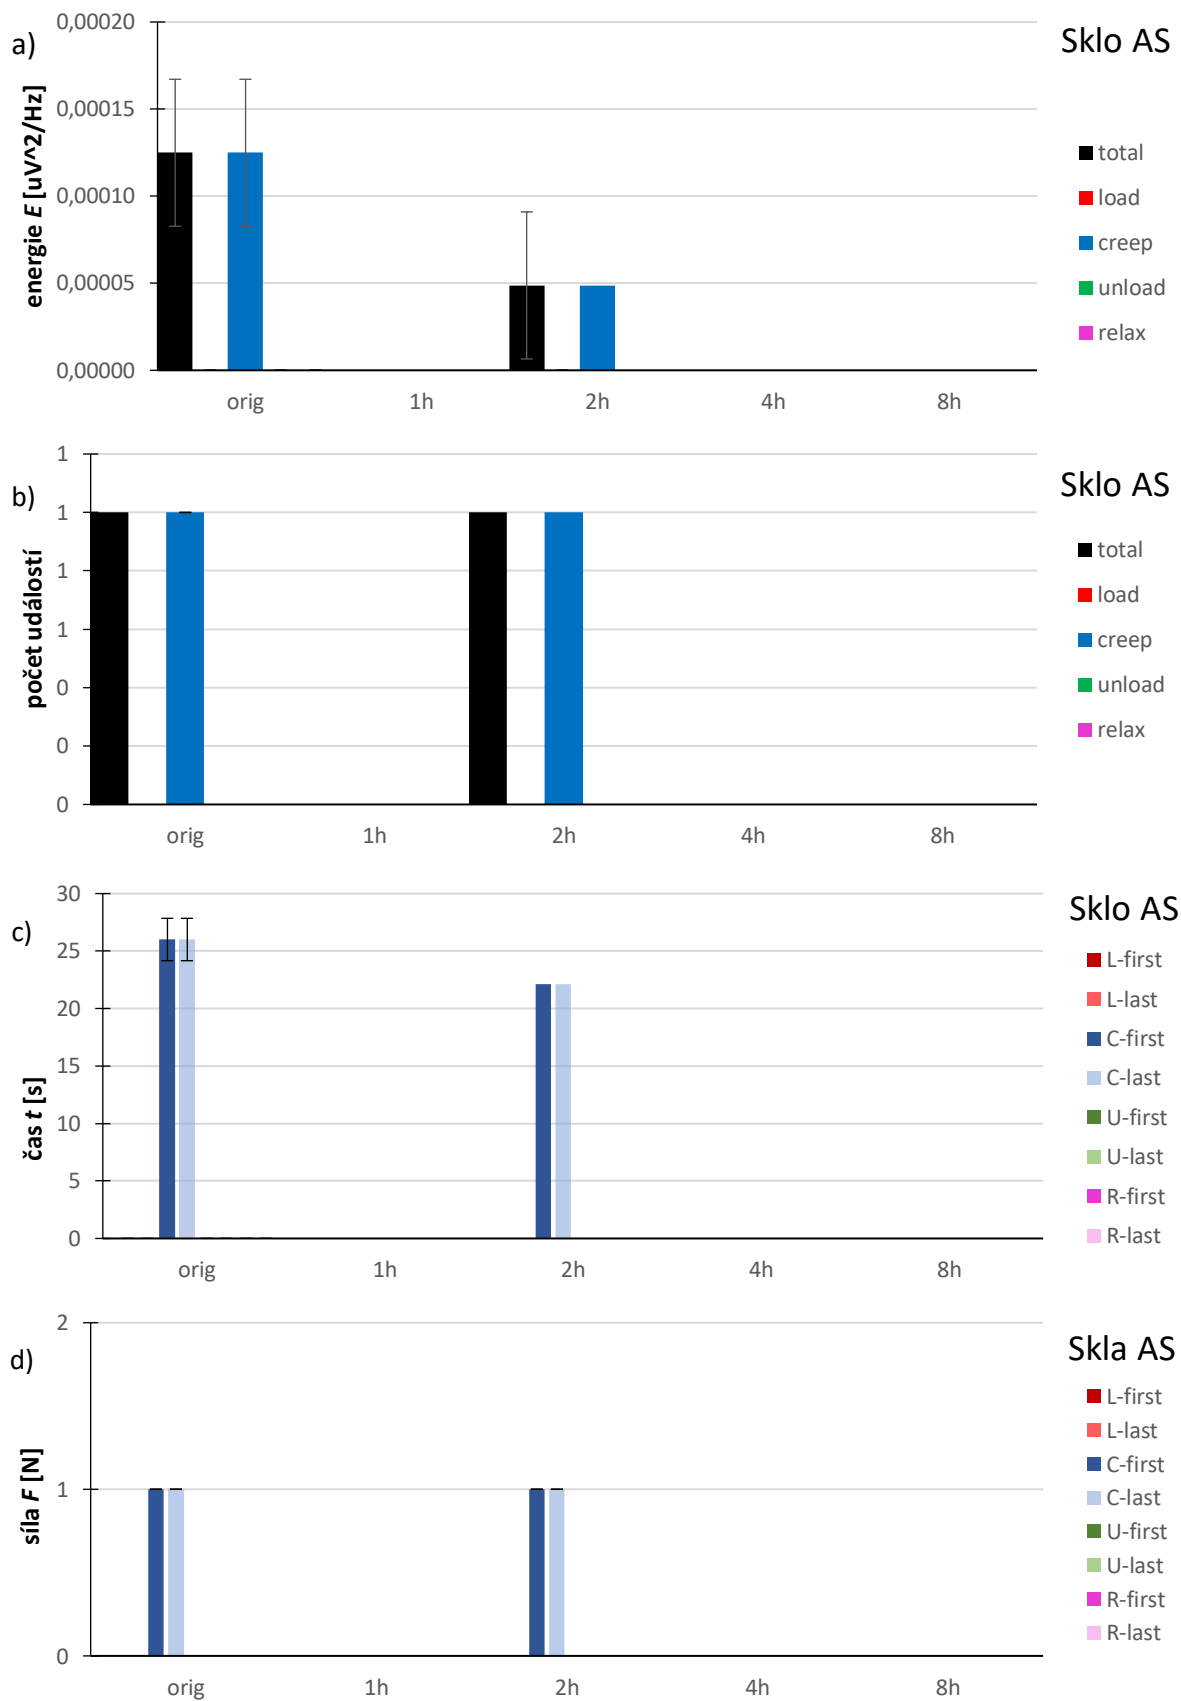 a)
Sklo AS
energie E [uV^2/Hz]
0,00020
0,00015
0,00010
0,00005
0,00000
orig 1h 2h 4h 8h
total
load
creep
unload
relax
b)
Sklo AS
počet událostí
1
1
1
1
0
0
0
orig 1h 2h 4h 8h
total
load
creep
unload
relax
c)
Sklo AS
čas t [s]
30
25
20
15
10
5
0
orig 1h 2h 4h 8h
L-first
L-last
C-first
C-last
U-first
U-last
R-first
R-last
d)
Skla AS
síla F [N]
2
1
0
orig 1h 2h 4h 8h
L-first
L-last
C-first
C-last
U-first
U-last
R-first
R-last